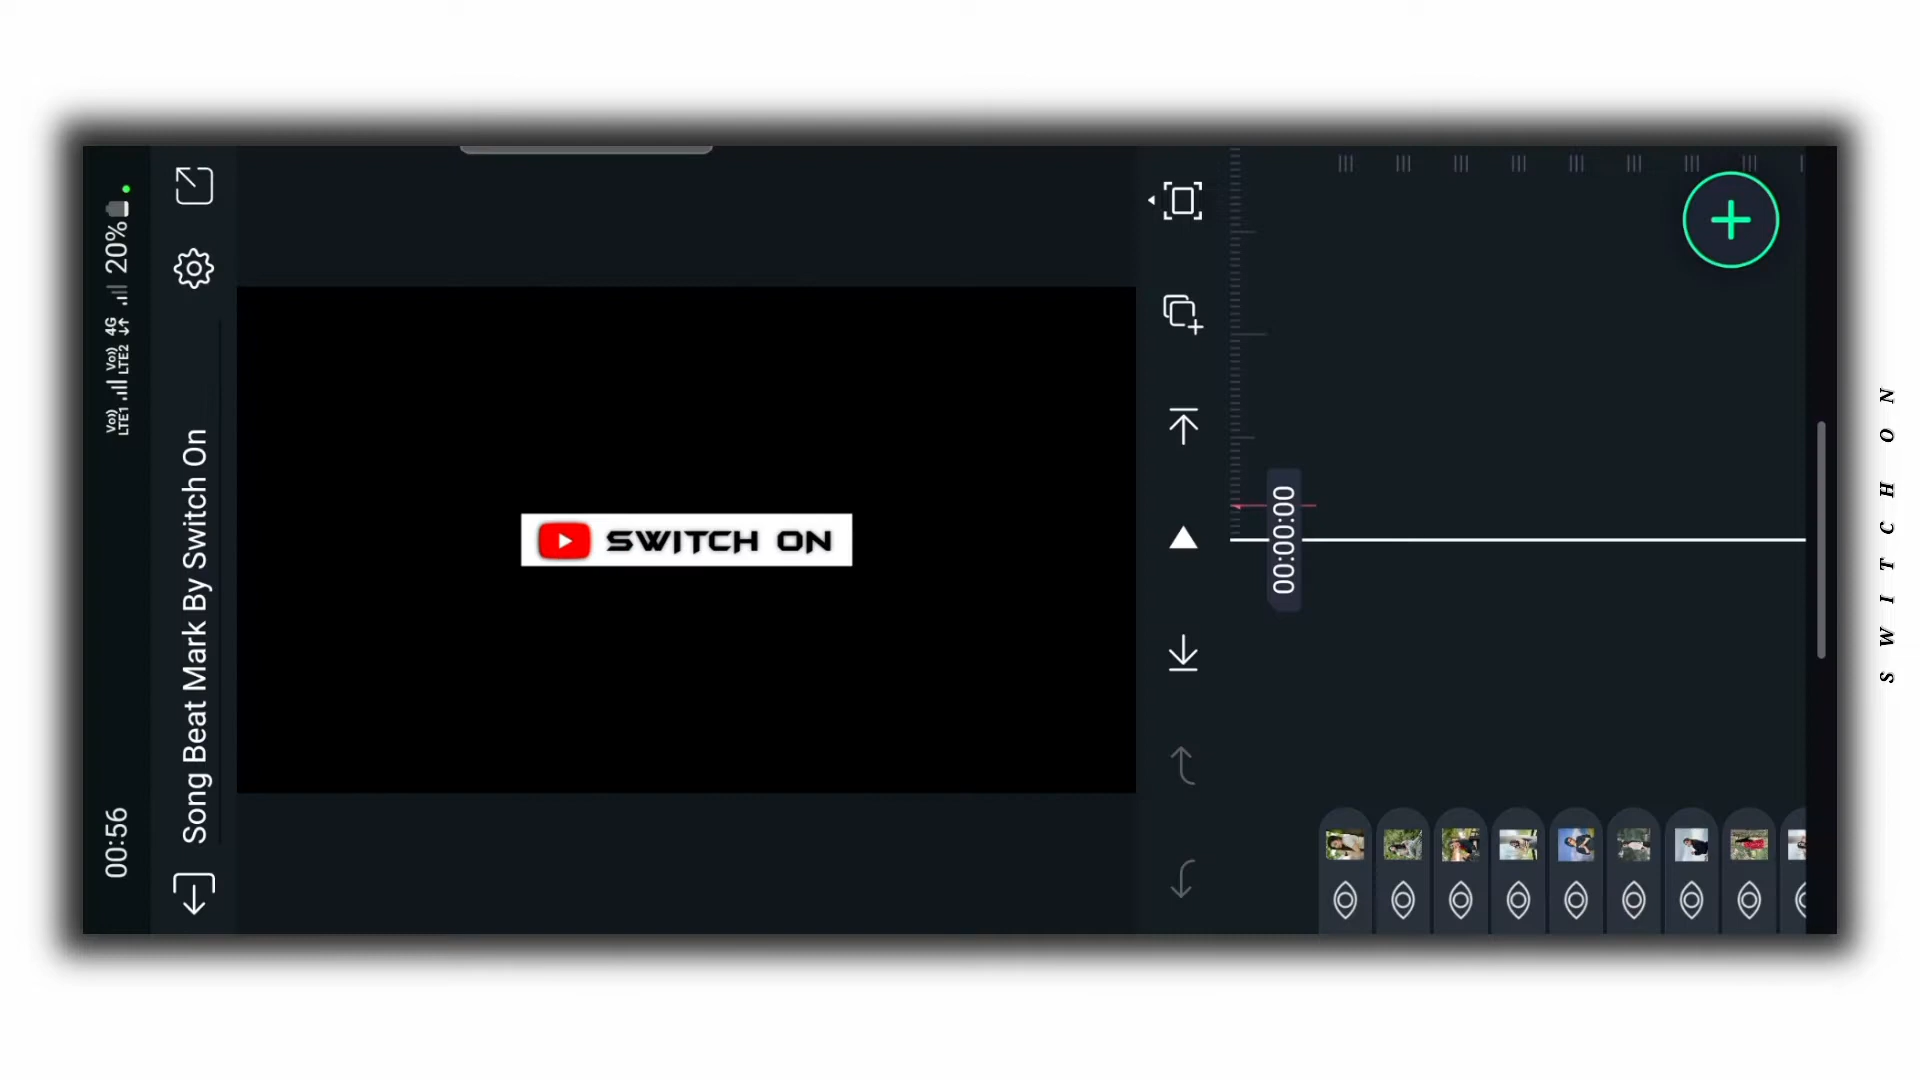 00:56
Vo)) LTE1 Vo)) LTE2 4G 20%
Song Beat Mark By Switch On
SWITCH ON
00:00:00
SWITCH ON